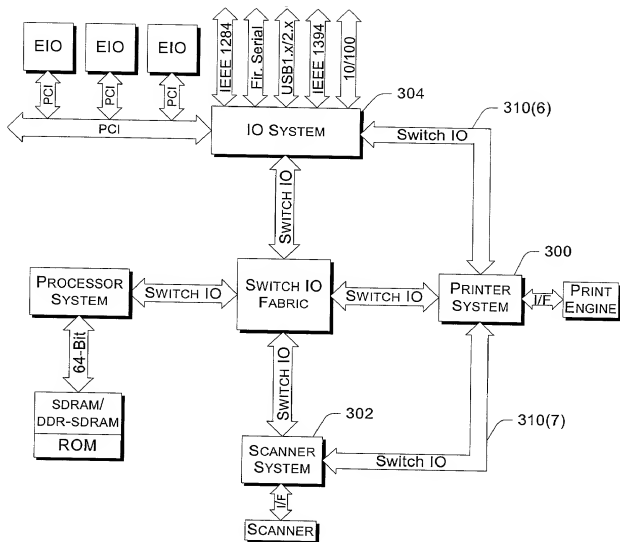 EIO
EIO
EIO
IEEE 1284
Fir. Serial
USB1.x/2.x
IEEE 1394
10/100
PCI
PCI
PCI
PCI
304
IO SYSTEM
310(6)
Switch IO
SWITCH IO
300
PROCESSOR
SYSTEM
SWITCH IO
SWITCH IO
FABRIC
SWITCH IO
PRINTER
SYSTEM
I/F
PRINT
ENGINE
64-Bit
SWITCH IO
SDRAM/
DDR-SDRAM
ROM
302
310(7)
SCANNER
SYSTEM
Switch IO
I/F
SCANNER